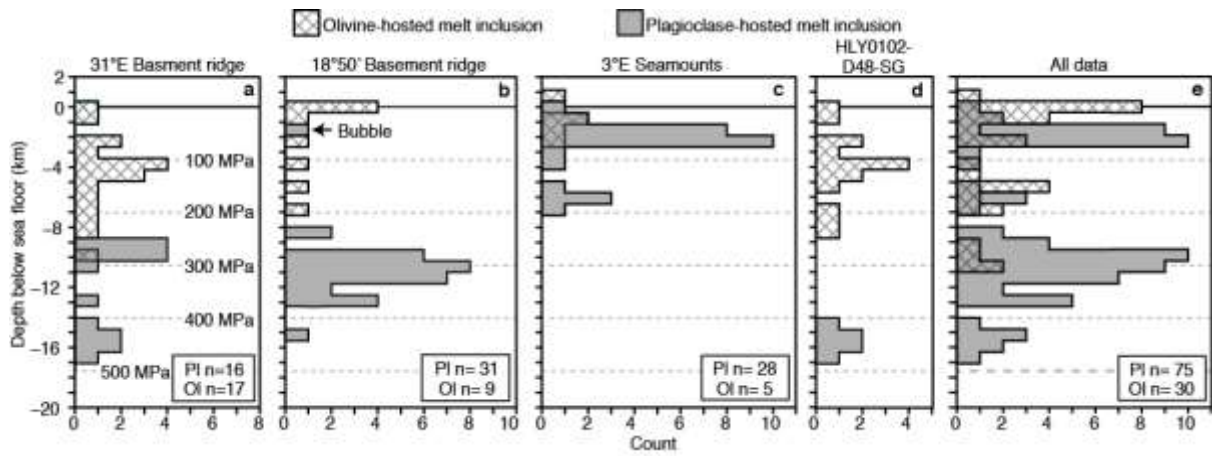 Olivine-hosted melt inclusion
Plagioclase-hosted melt inclusion
31°E Basment ridge
18°50' Basement ridge
3°E Seamounts
HLY0102-
D48-SG
All data
a
b
c
d
e
Depth below sea floor (km)
2
0
-4
-8
-12
-16
-20
Bubble
100 MPa
200 MPa
300 MPa
400 MPa
500 MPa
Pl n=16
Ol n=17
Pl n= 31
Ol n= 9
Pl n= 28
Ol n= 5
Pl n= 75
Ol n= 30
0 2 4 6 8
0 2 4 6 8 10
0 2 4 6 8 10
0 2 4
0 2 4 6 8 10
Count